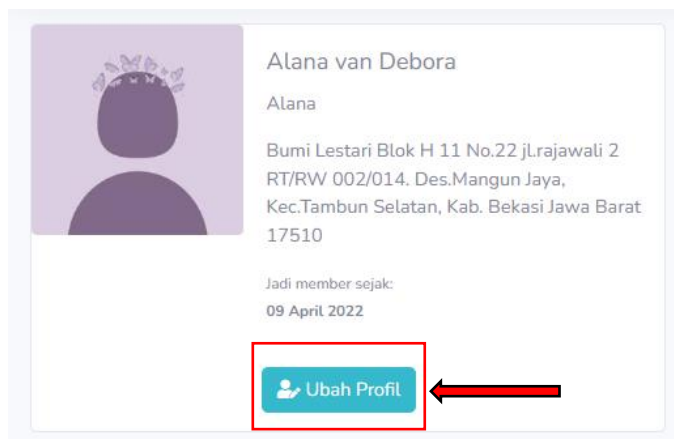 Alana van Debora
Alana
Bumi Lestari Blok H 11 No.22 jl.rajawali 2
RT/RW 002/014. Des.Mangun Jaya,
Kec.Tambun Selatan, Kab. Bekasi Jawa Barat
17510
Jadi member sejak:
09 April 2022
Ubah Profil